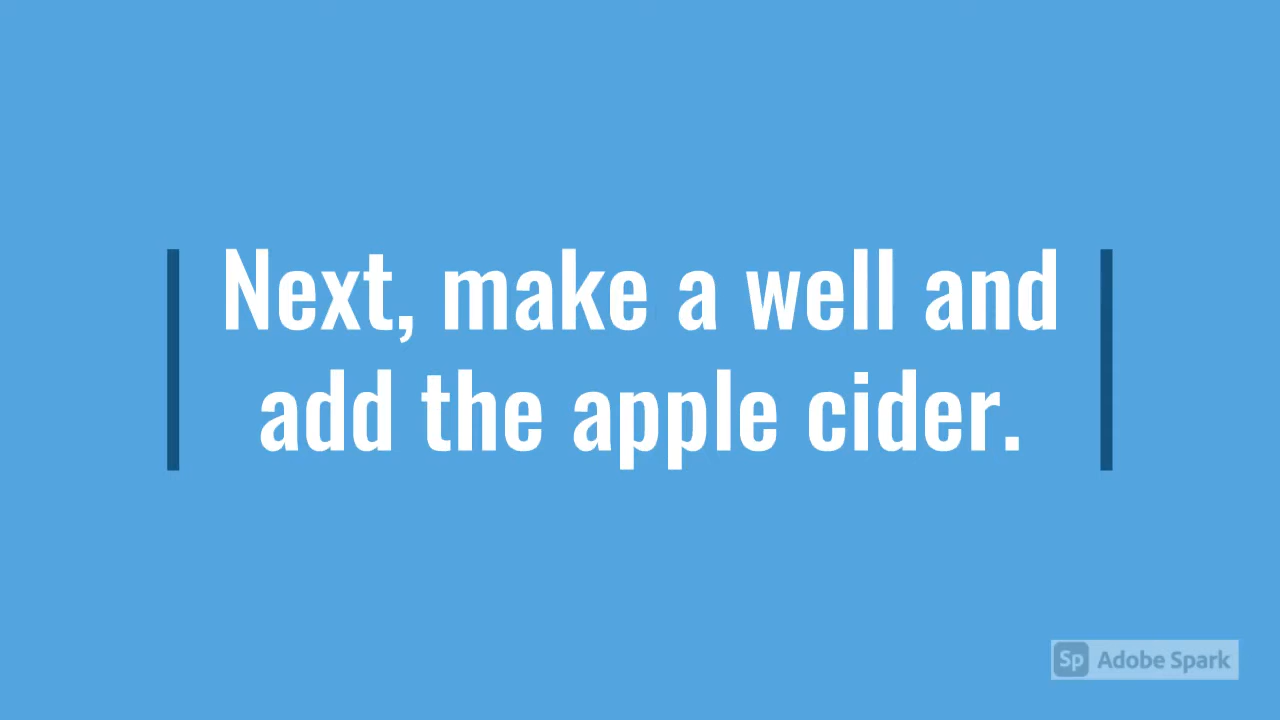 Next, make a well and
add the apple cider.
Sp Adobe Spark